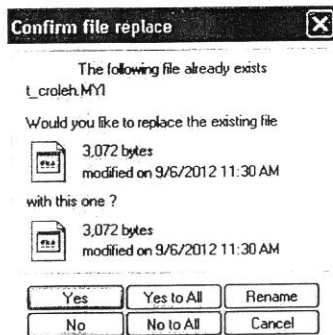 Confirm file replace
The following file already exists
t_croleh.MYI
Would you like to replace the existing file
3,072 bytes
modified on 9/6/2012 11:30 AM
with this one ?
3,072 bytes
modified on 9/6/2012 11:30 AM
Yes Yes to All Rename
No No to All Cancel